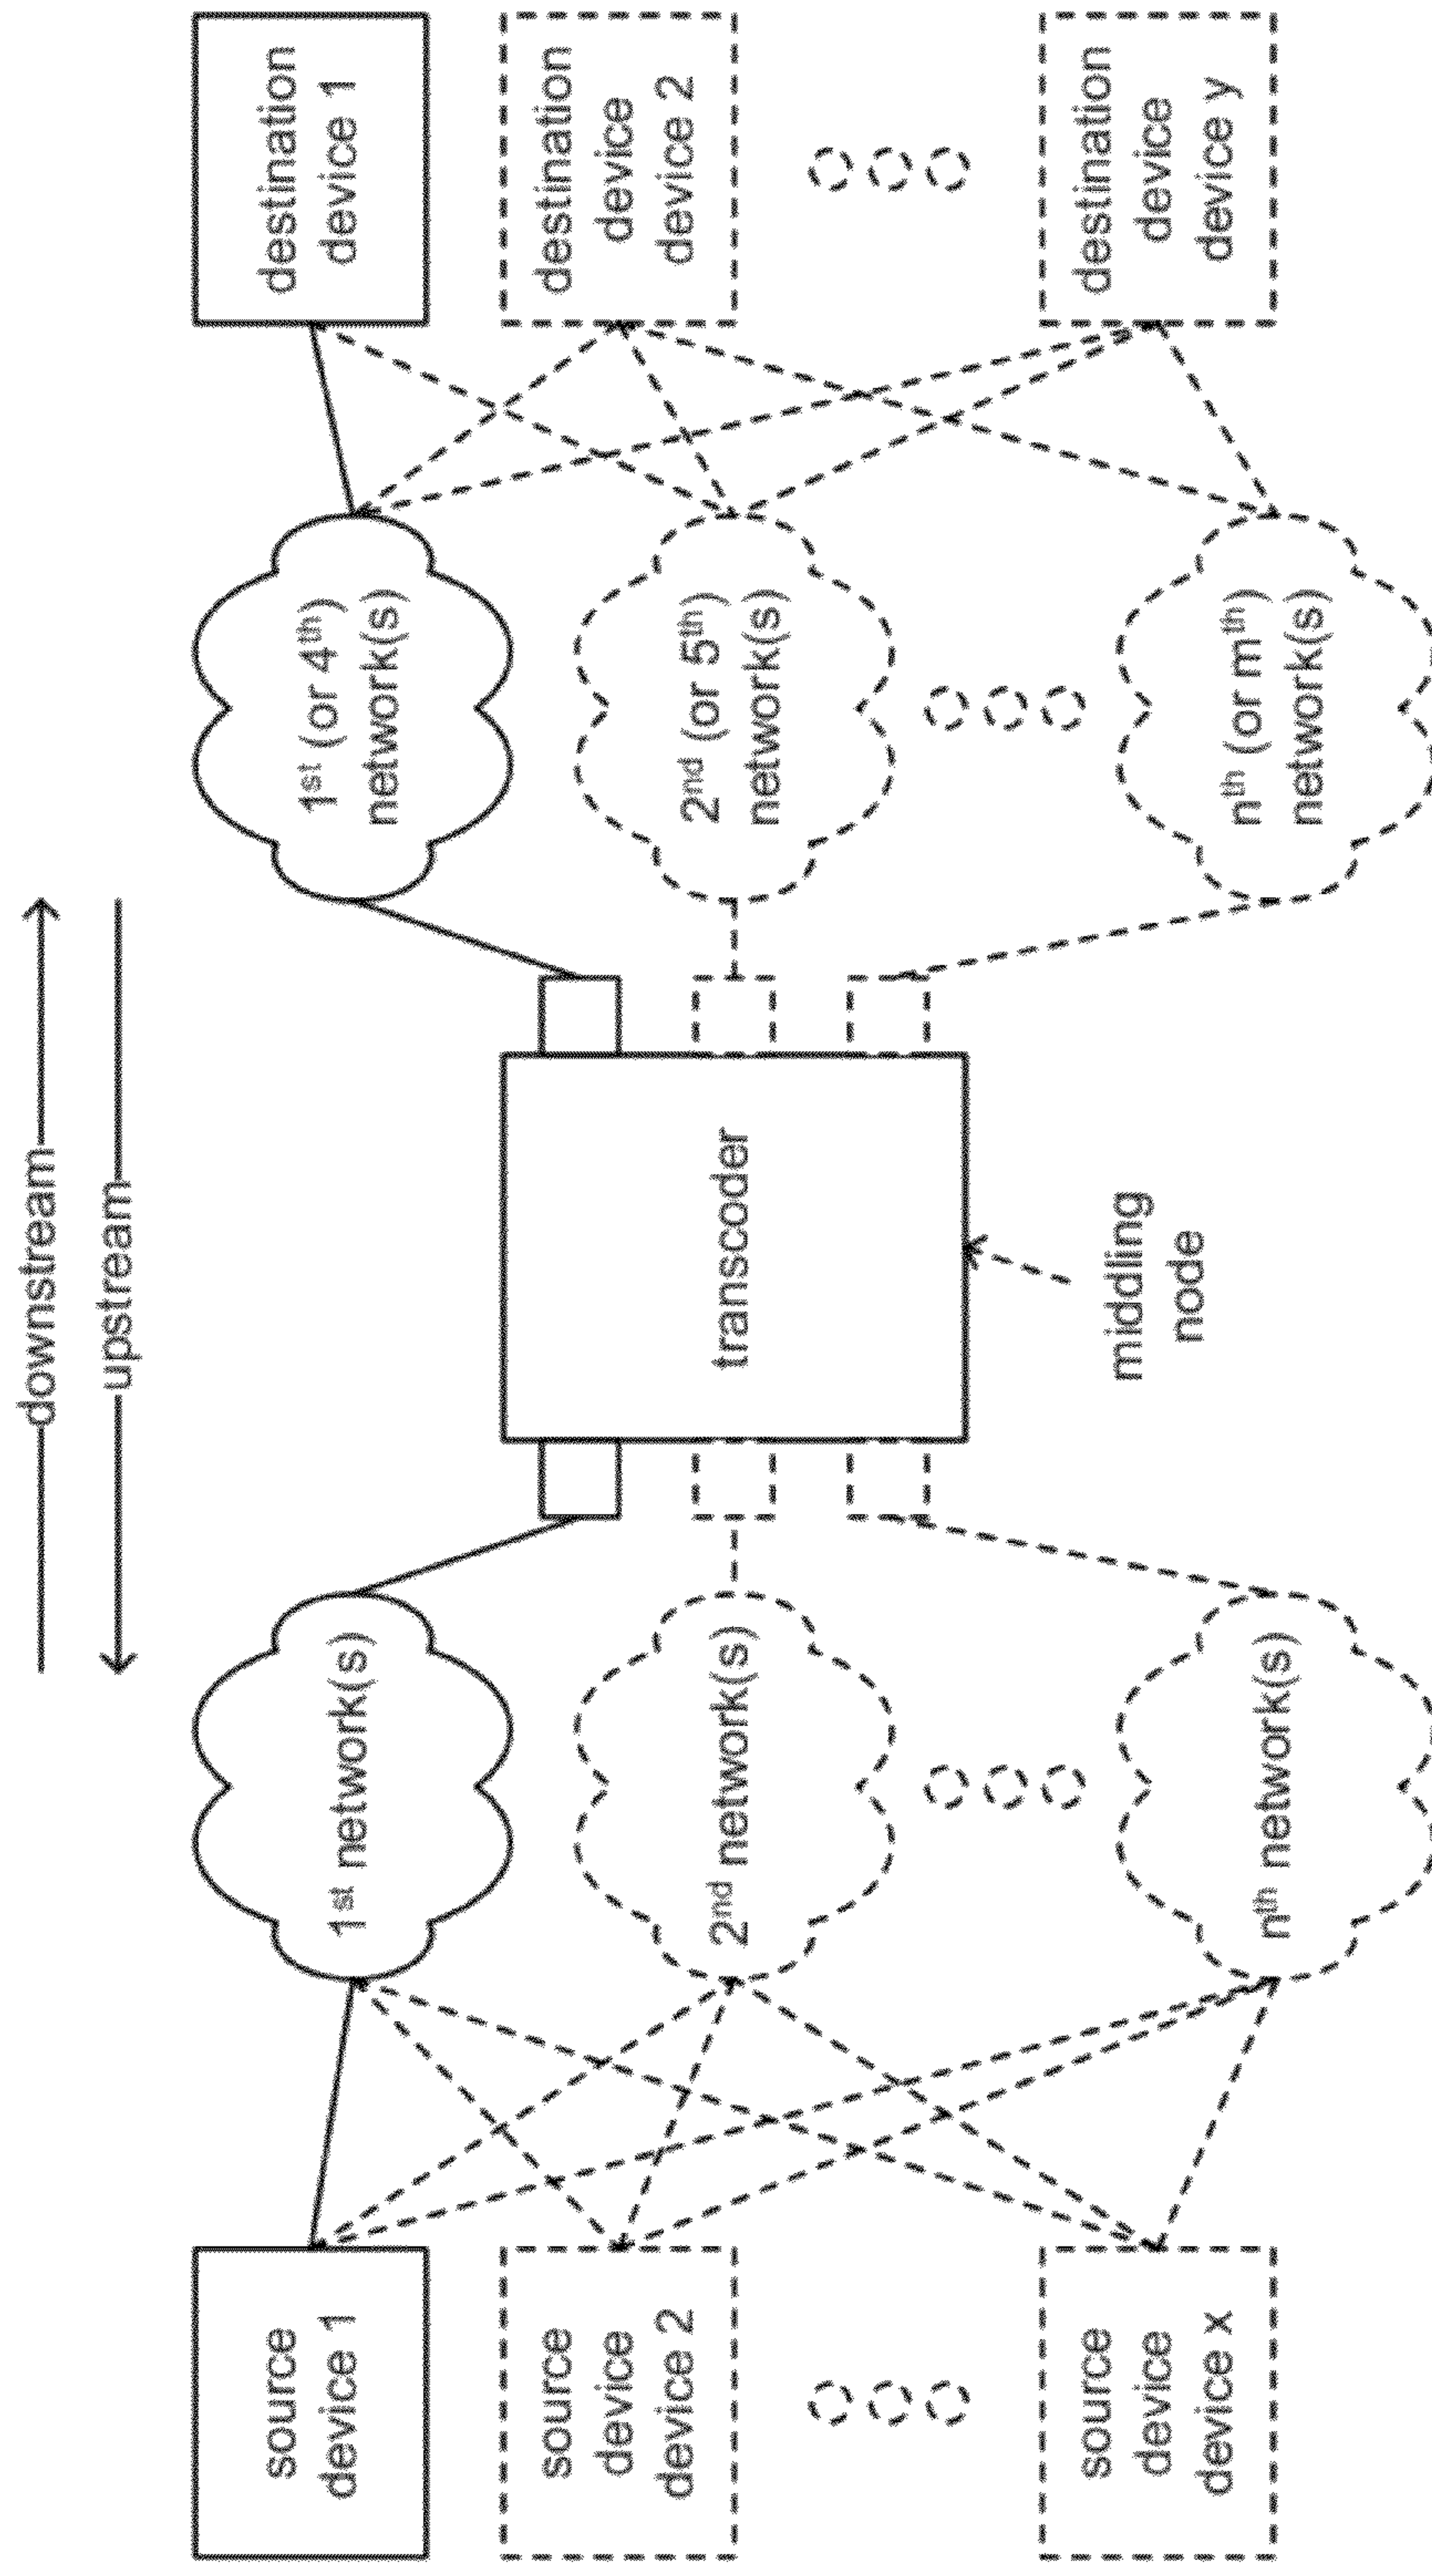 downstream
upstream
source
device 1
source
device
device 2
source
device
device x
1st network(s)
2nd network(s)
nth network(s)
transcoder
middling
node
1st (or 4th)
network(s)
2nd (or 5th)
network(s)
nth (or mth)
network(s)
destination
device 1
destination
device
device 2
destination
device
device y